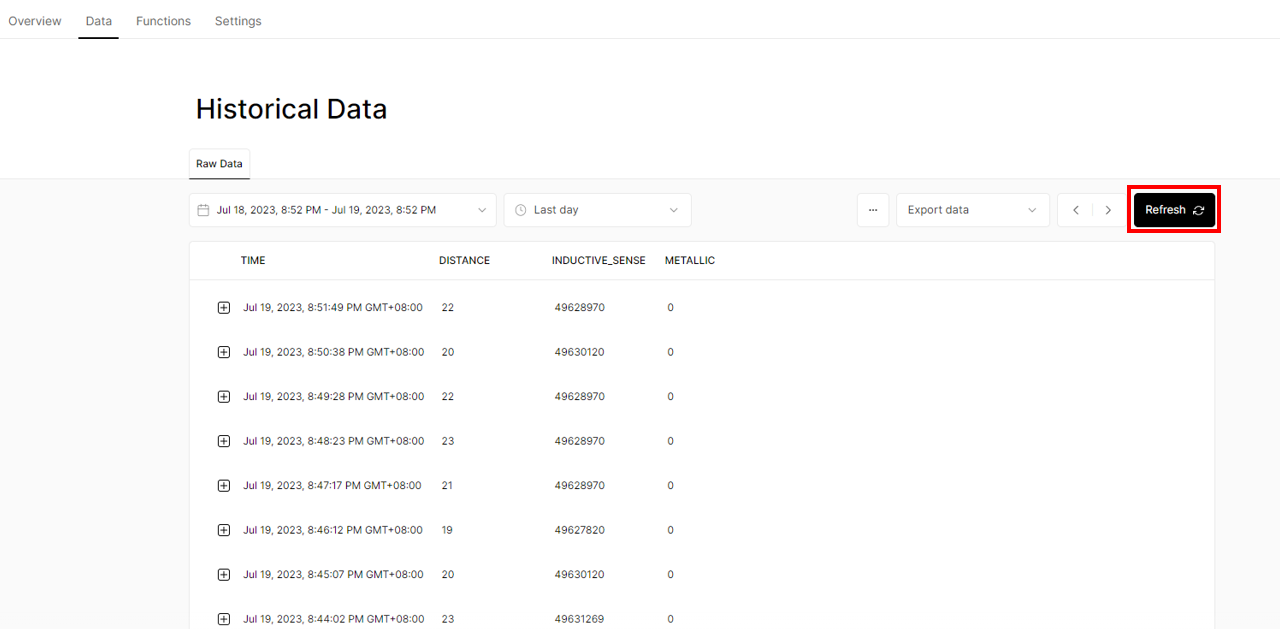 Overview Data Functions Settings
Historical Data
Raw Data
Jul 18, 2023, 8:52 PM - Jul 19, 2023, 8:52 PM Last day ... Export data Refresh
TIME DISTANCE INDUCTIVE_SENSE METALLIC
Jul 19, 2023, 8:51:49 PM GMT+08:00 22 49628970 0
Jul 19, 2023, 8:50:38 PM GMT+08:00 20 49630120 0
Jul 19, 2023, 8:49:28 PM GMT+08:00 22 49628970 0
Jul 19, 2023, 8:48:23 PM GMT+08:00 23 49628970 0
Jul 19, 2023, 8:47:17 PM GMT+08:00 21 49628970 0
Jul 19, 2023, 8:46:12 PM GMT+08:00 19 49627820 0
Jul 19, 2023, 8:45:07 PM GMT+08:00 20 49630120 0
Jul 19, 2023, 8:44:02 PM GMT+08:00 23 49631269 0